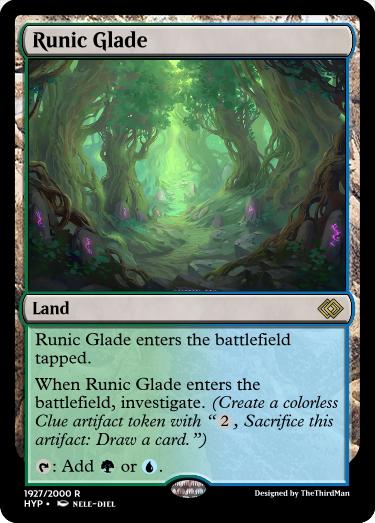 Runic Glade
Land
Runic Glade enters the battlefield
tapped.
When Runic Glade enters the
battlefield, investigate. (Create a colorless
Clue artifact token with “ 2 , Sacrifice this
artifact: Draw a card.”)
: Add or .
1927/2000 R
HYP • NELE-DIEL
Designed by TheThirdMan